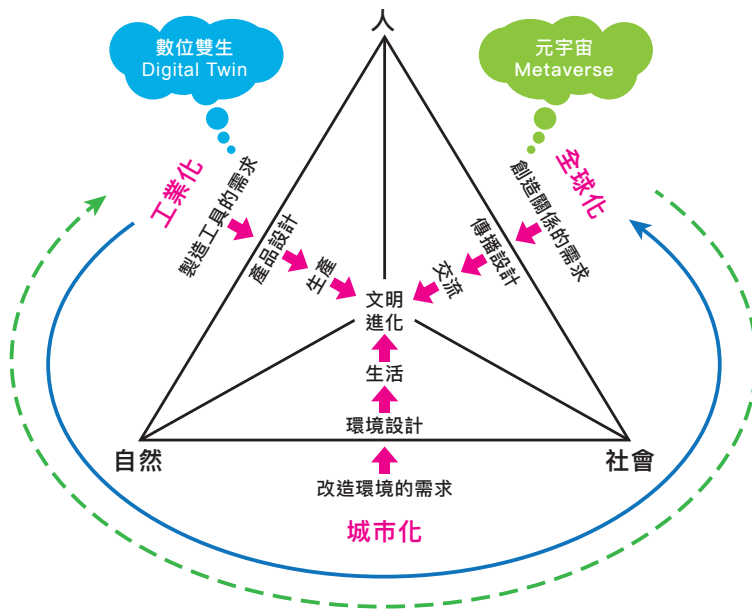 人
數位雙生
Digital Twin
元宇宙
Metaverse
工業化
製造工具的需求
產品設計
生產
全球化
創造關係的需求
傳播設計
交流
文明
進化
生活
環境設計
自然
社會
改造環境的需求
城市化